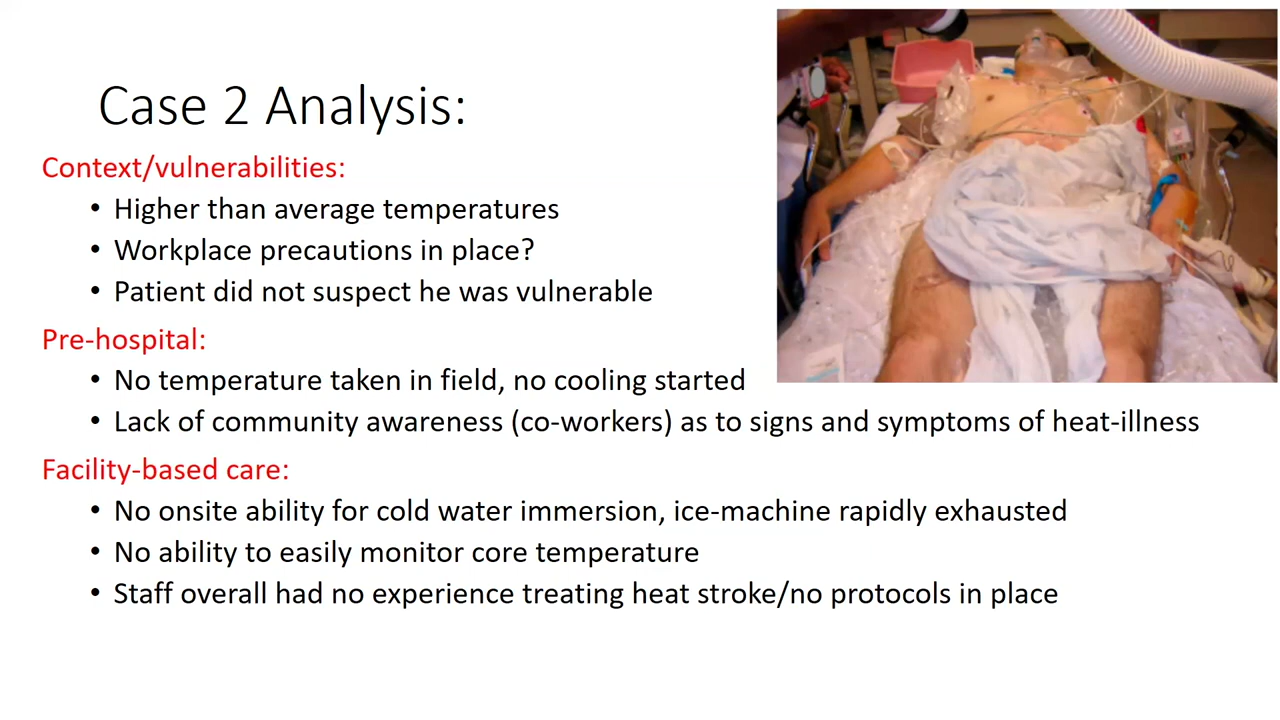 Case 2 Analysis:
Context/vulnerabilities:
• Higher than average temperatures
• Workplace precautions in place?
• Patient did not suspect he was vulnerable
Pre-hospital:
• No temperature taken in field, no cooling started
• Lack of community awareness (co-workers) as to signs and symptoms of heat-illness
Facility-based care:
• No onsite ability for cold water immersion, ice-machine rapidly exhausted
• No ability to easily monitor core temperature
• Staff overall had no experience treating heat stroke/no protocols in place